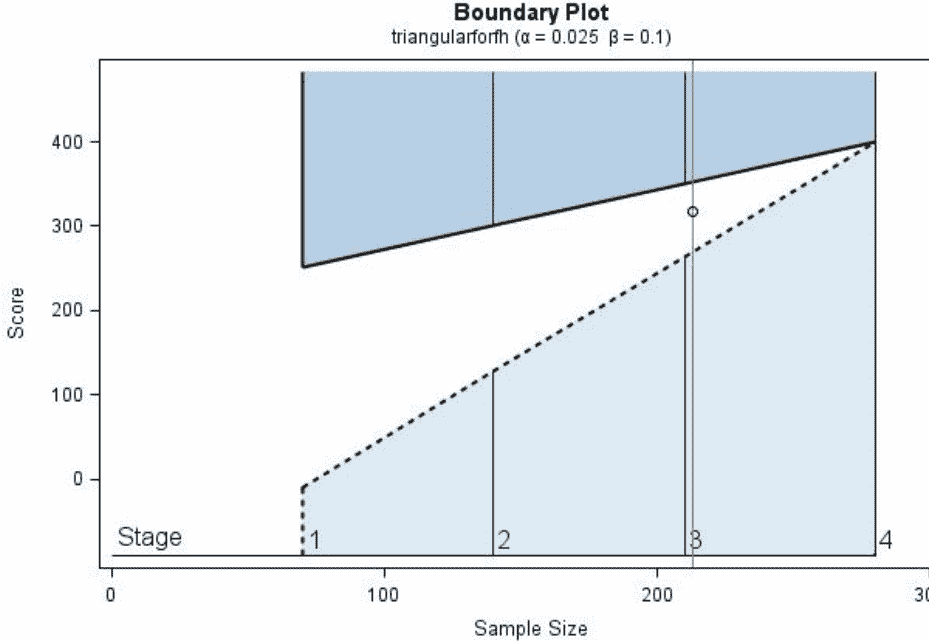 Boundary Plot
triangularforfh (α = 0.025 β = 0.1)
400
300
200
100
0
Score
Stage
1
2
3
4
0
100
200
30
Sample Size